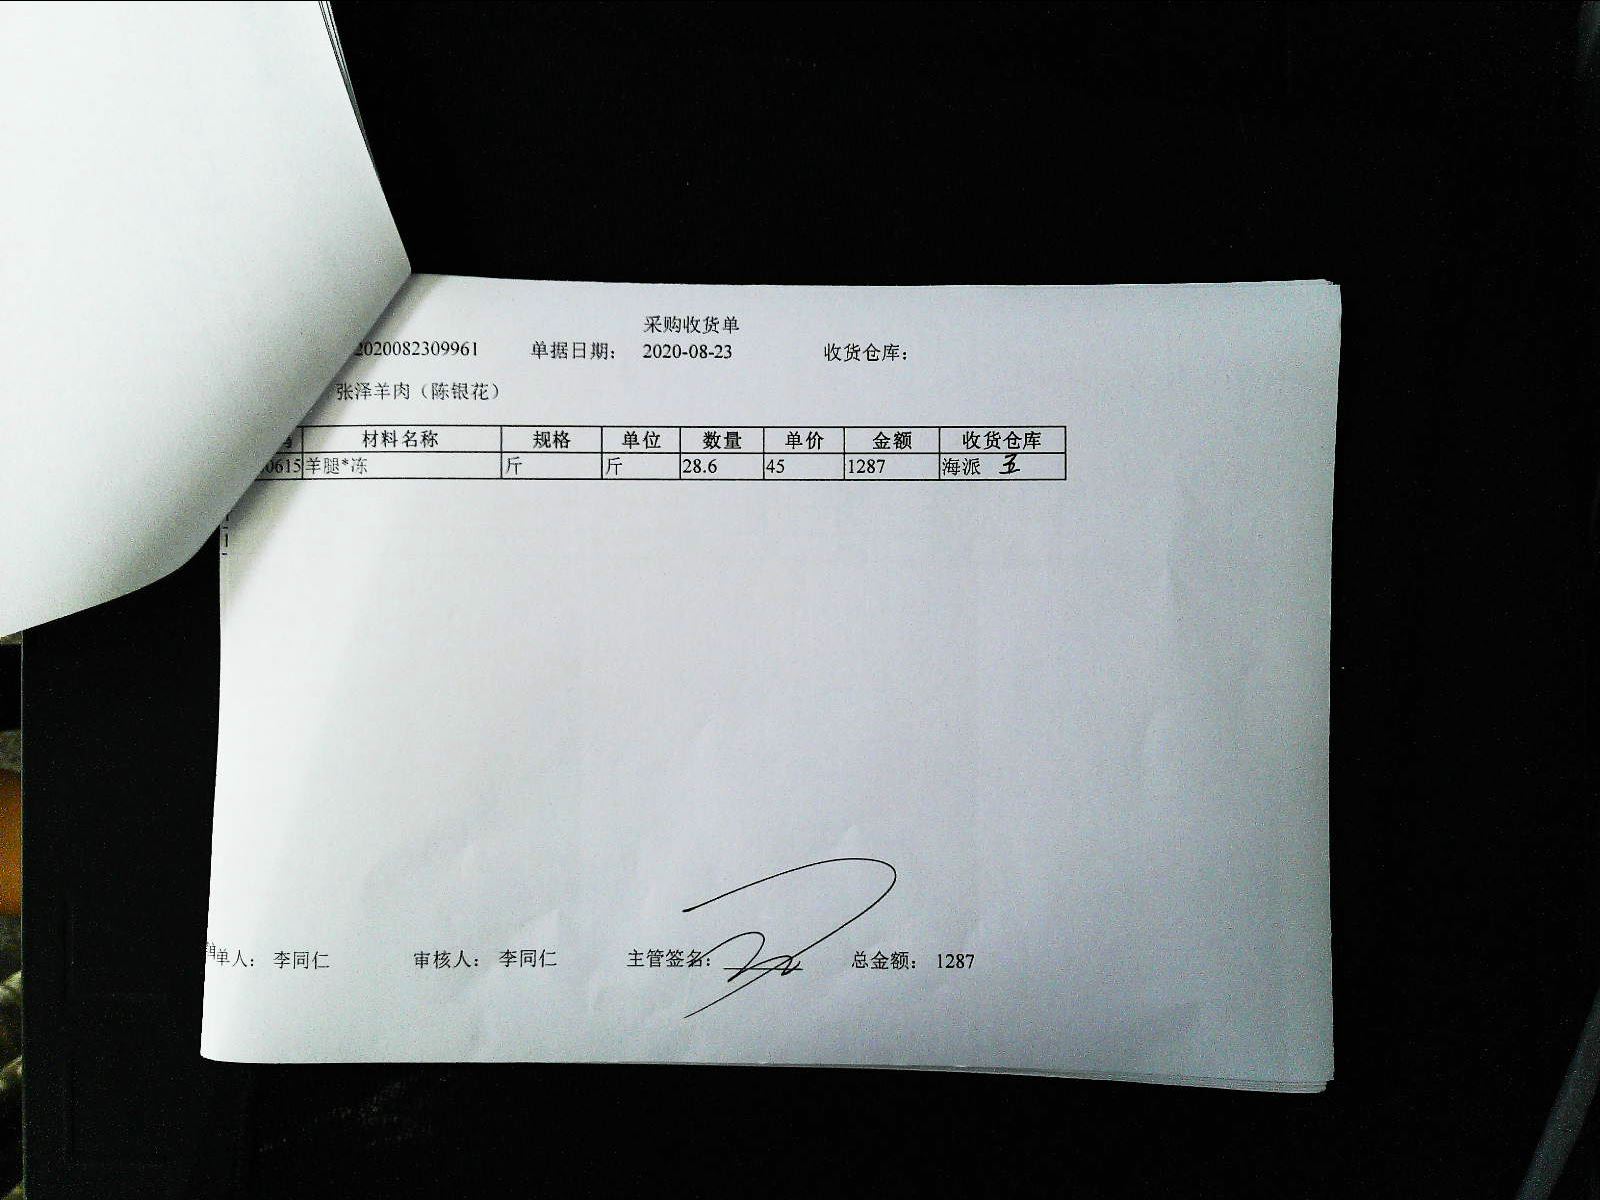 采购收货单
2020082309961 单据日期： 2020-08-23 收货仓库：
张泽羊肉（陈银花）
材料名称 规格 单位 数量 单价 金额 收货仓库
0615 羊腿*冻 斤 斤 28.6 45 1287 海派 五
单人： 李同仁 审核人： 李同仁 主管签名： 总金额： 1287